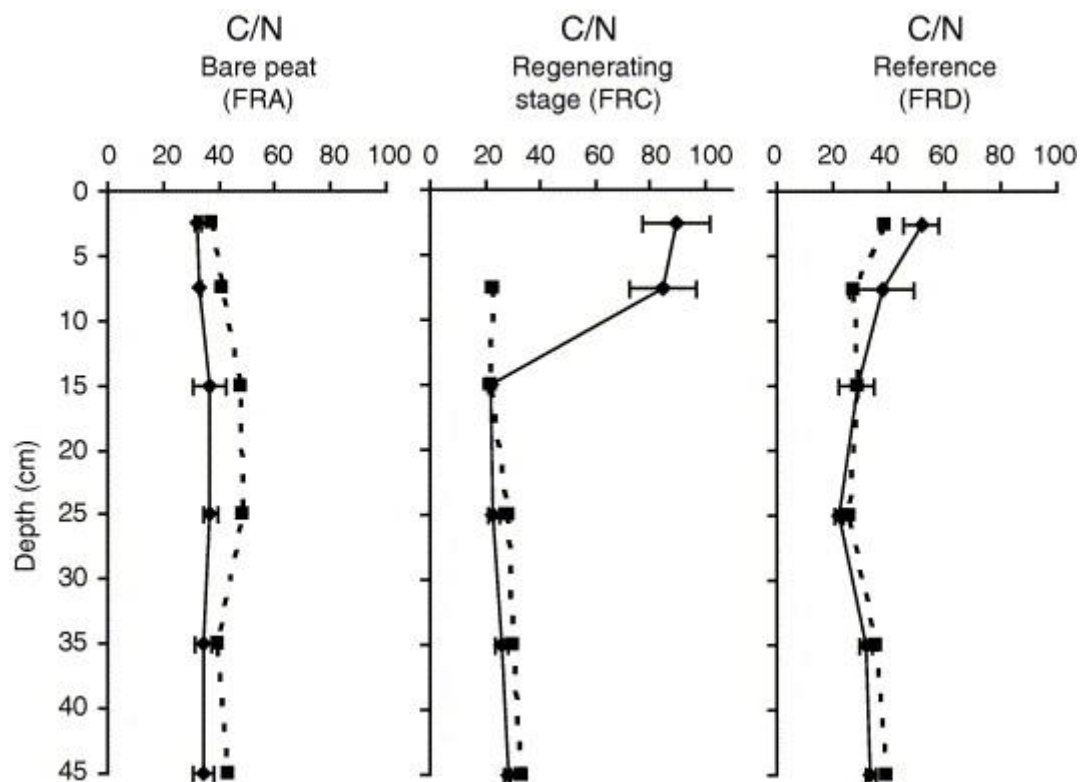 C/N
Bare peat
(FRA)
C/N
Regenerating
stage (FRC)
C/N
Reference
(FRD)
0 20 40 60 80 100
0 20 40 60 80 100
0 20 40 60 80 100
0
5
10
15
20
25
30
35
40
45
Depth (cm)